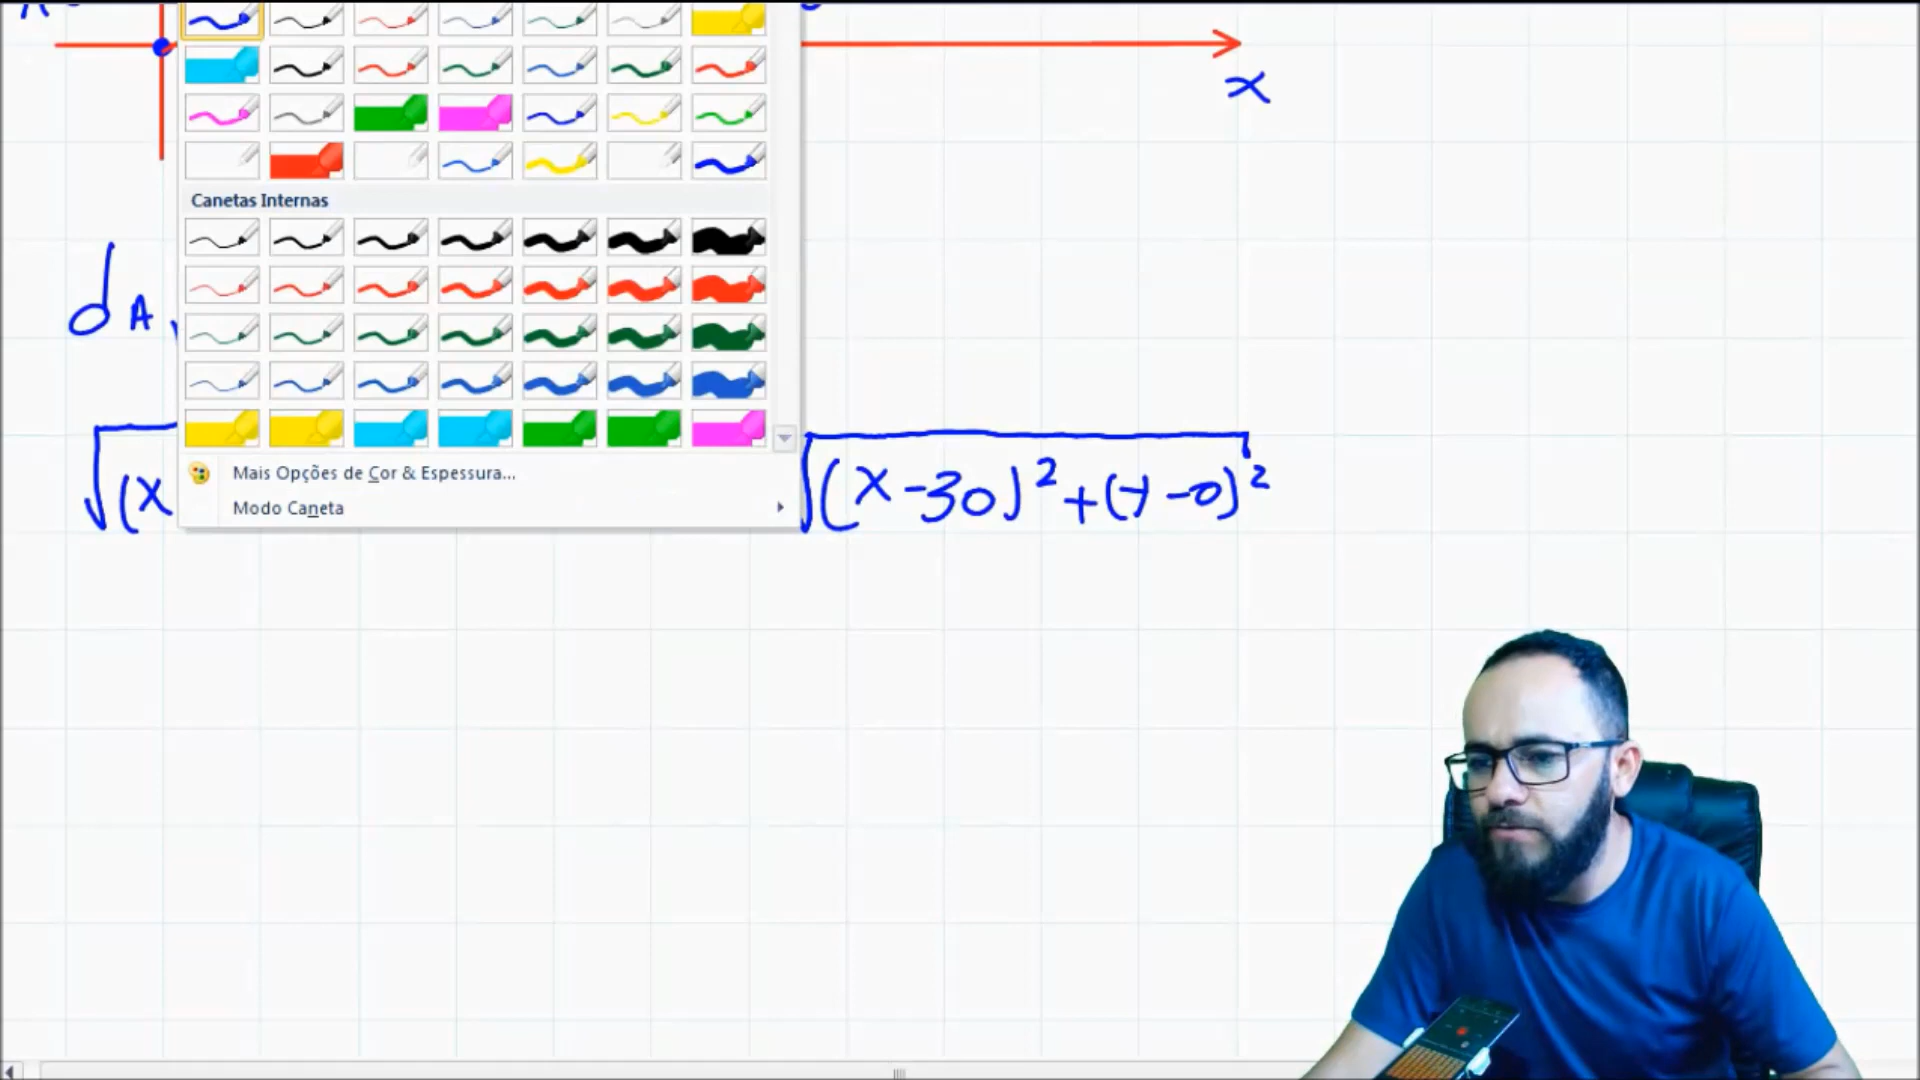 x
Canetas Internas
d A,
√(x
√(x-30)² + (y-0)²
Mais Opções de Cor & Espessura...
Modo Caneta